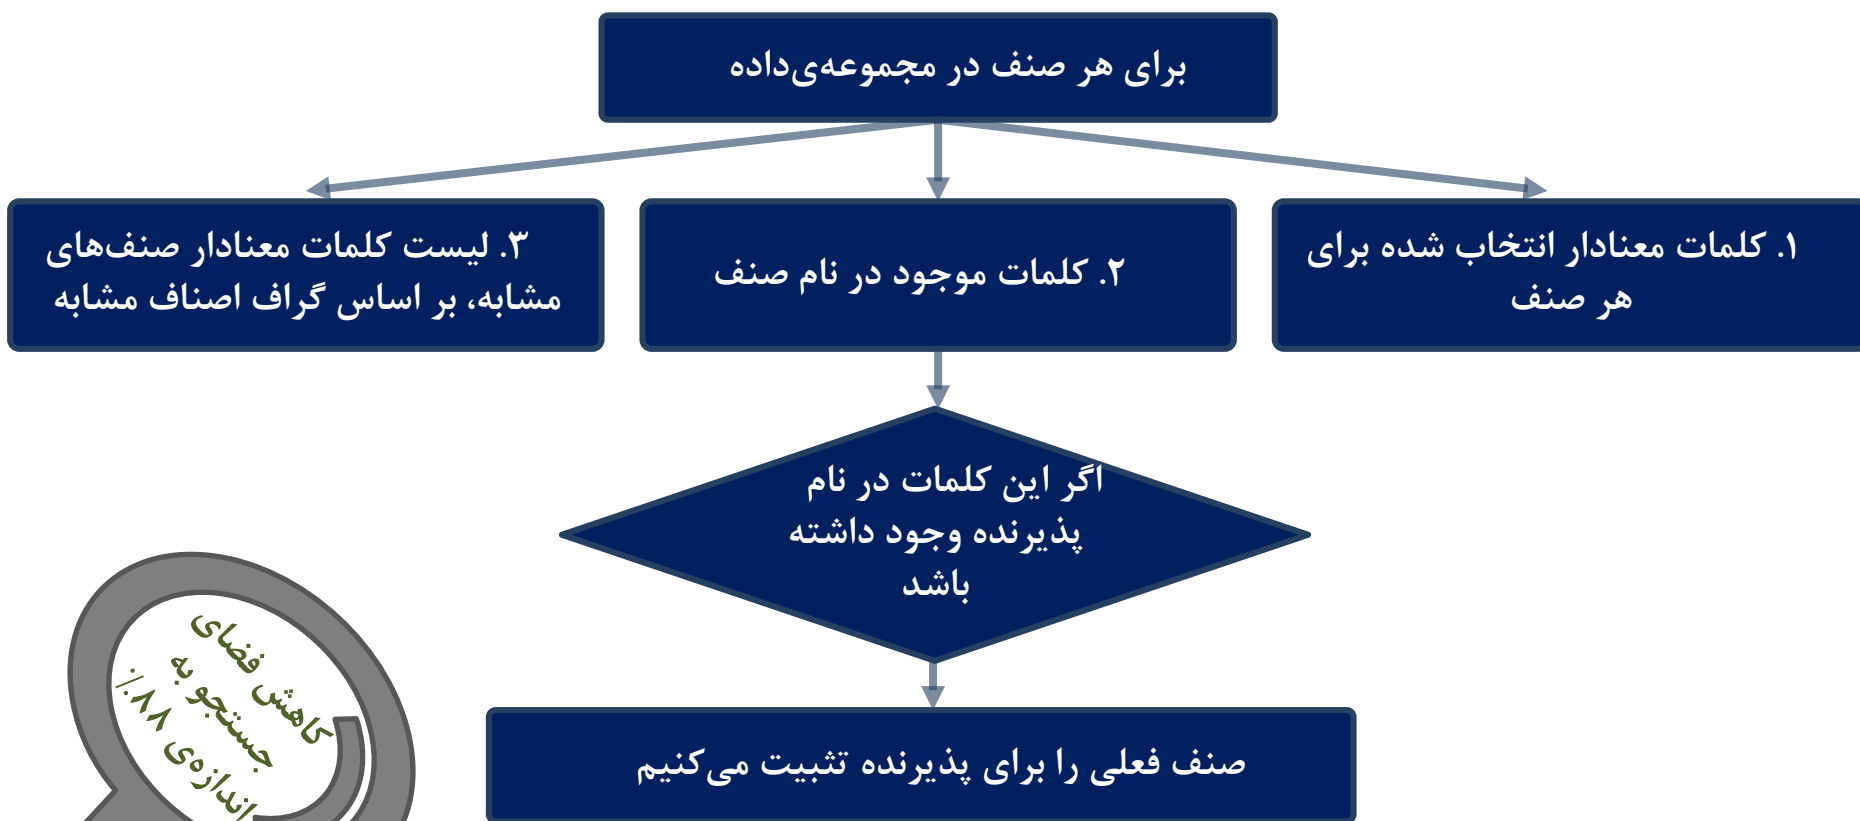 برای هر صنف در مجموعه‌ی‌داده
۱. کلمات معنادار انتخاب شده برای
هر صنف
۲. کلمات موجود در نام صنف
۳. لیست کلمات معنادار صنف‌های
مشابه، بر اساس گراف اصناف مشابه
اگر این کلمات در نام
پذیرنده وجود داشته
باشد
صنف فعلی را برای پذیرنده تثبیت می‌کنیم
کاهش فضای
جستجو به
اندازه‌ی ۸۸٪